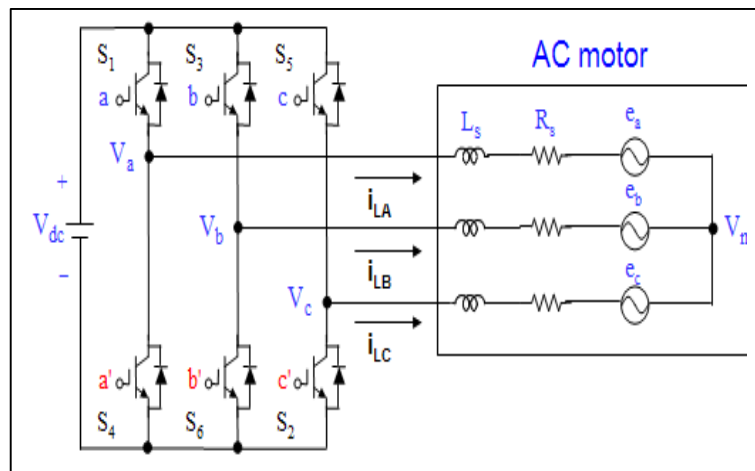 S1 S3 S5
AC motor
a b c
Ls Rs ea
Va
+
iLA
eb
Vdc Vb Vn
−
iLB
ec
Vc
iLC
a' b' c'
S4 S6 S2